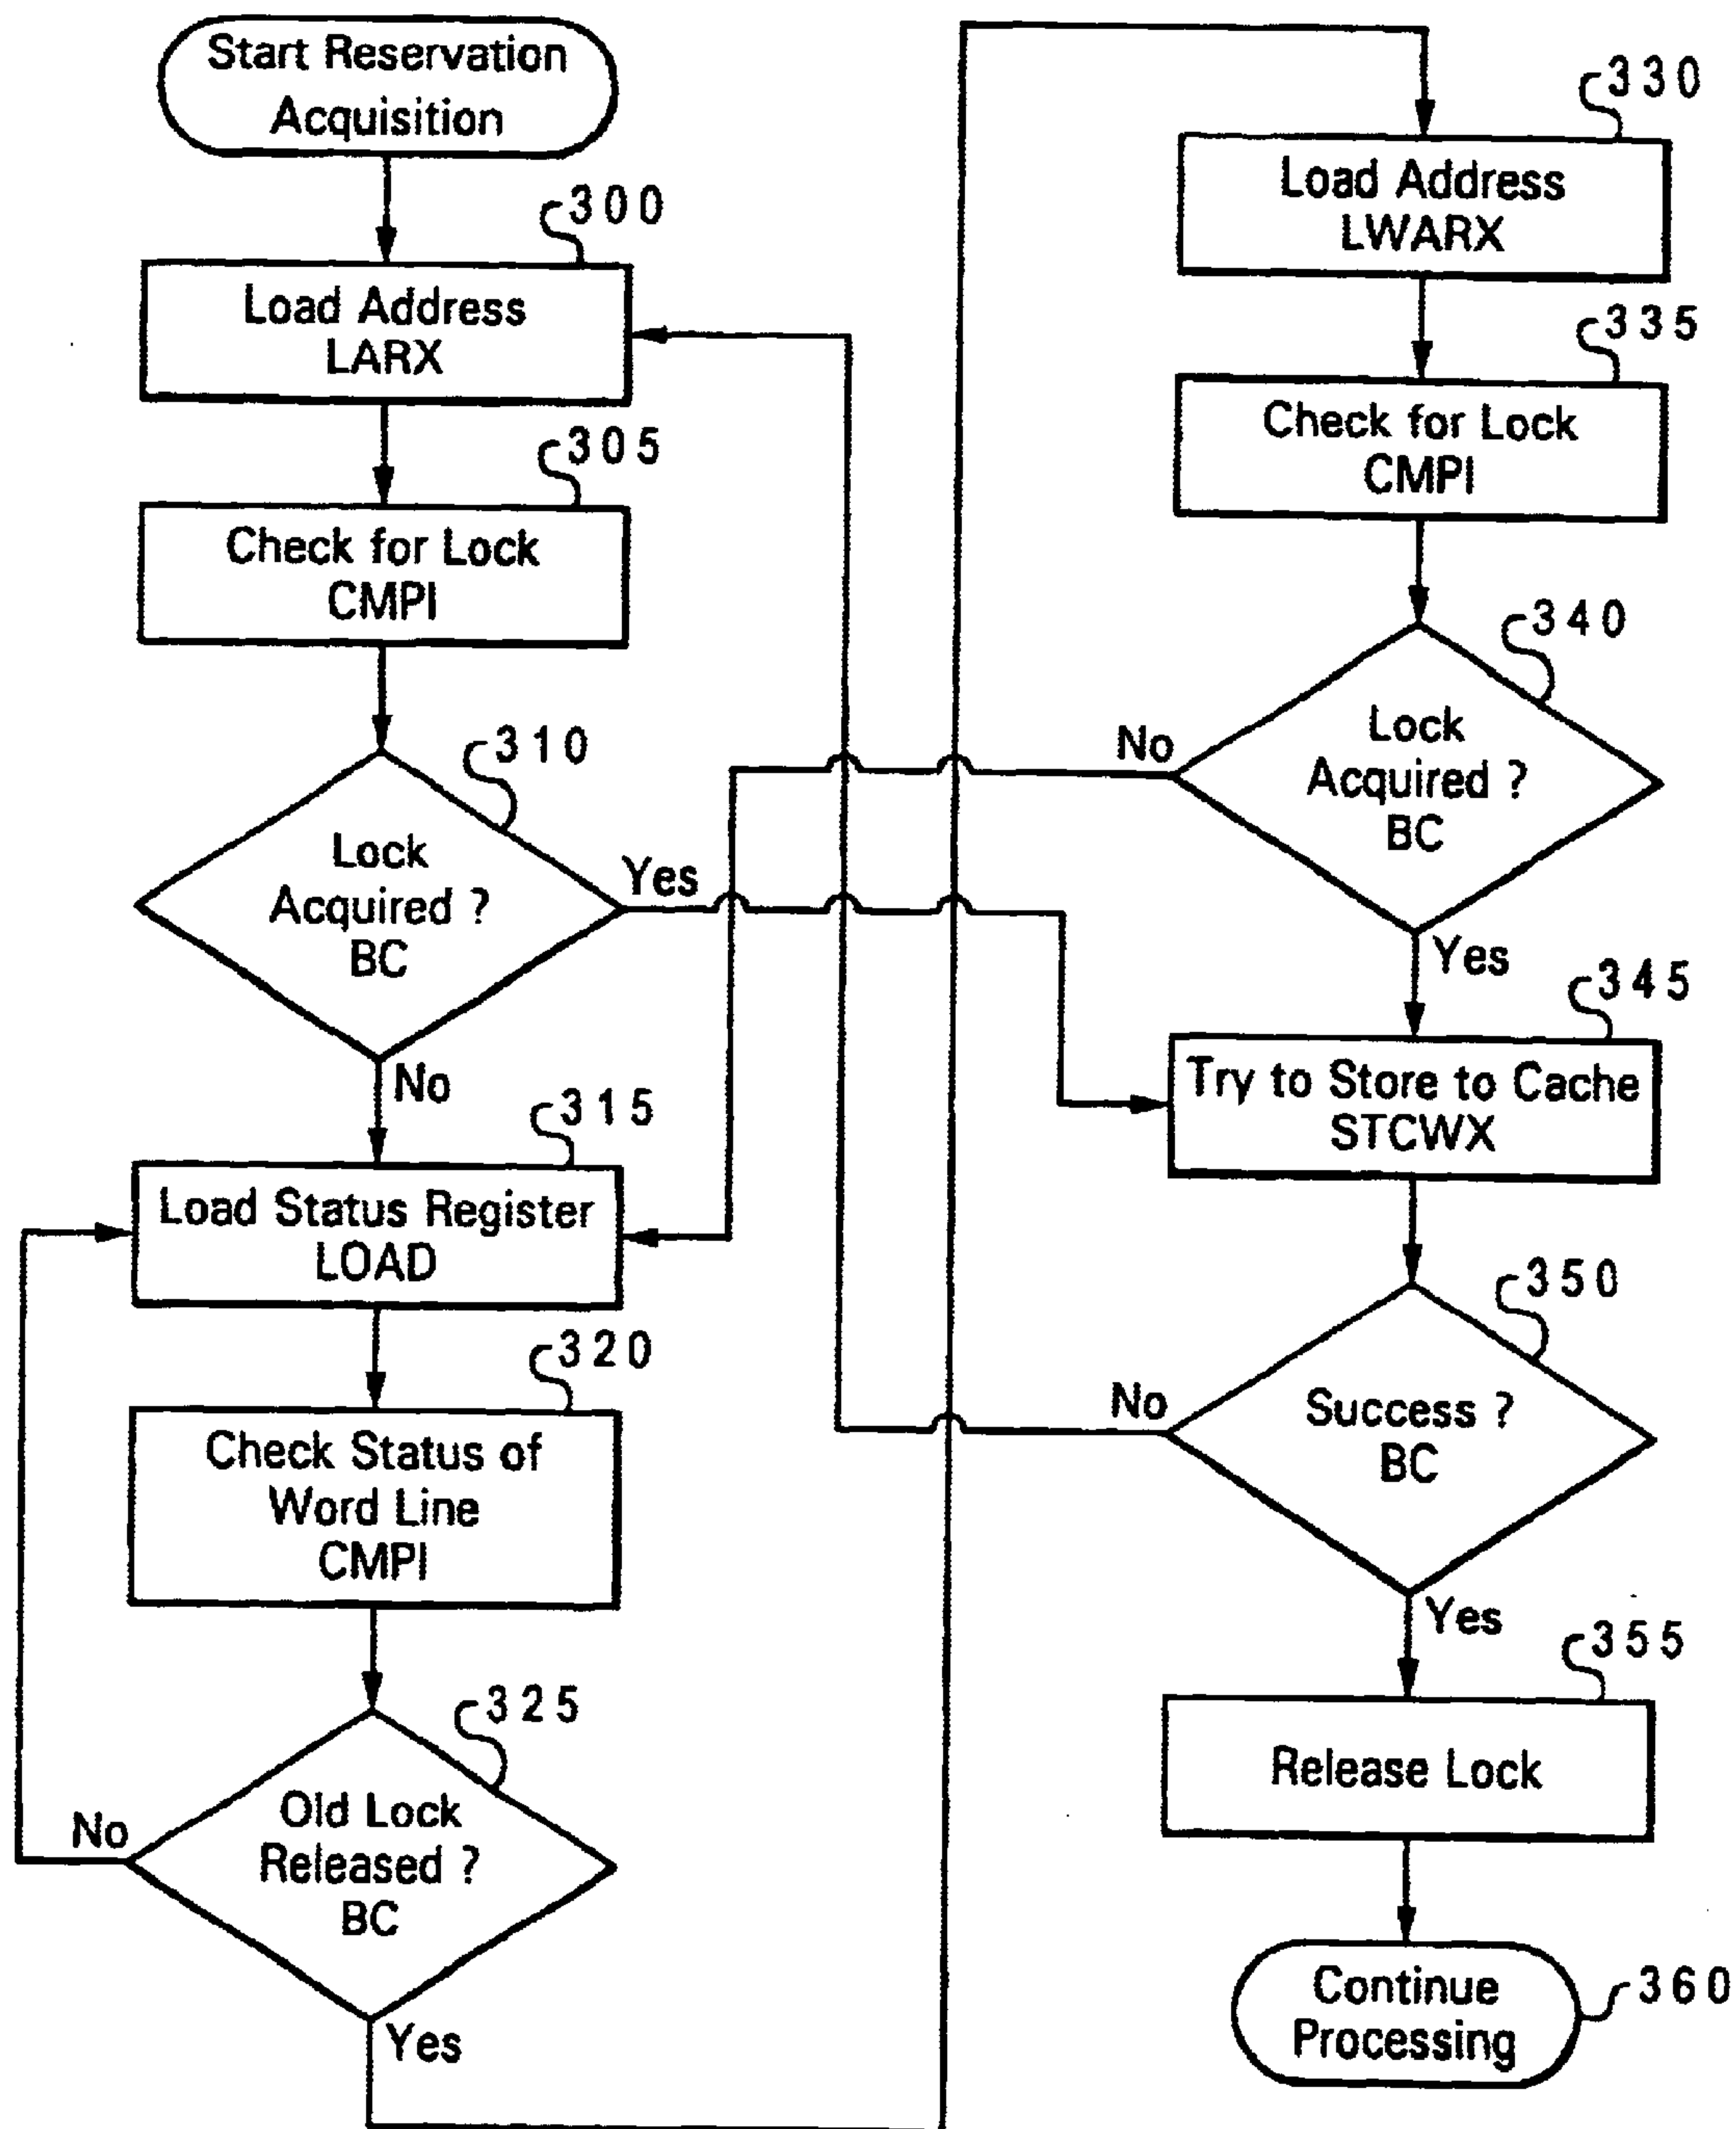 Start Reservation
Acquisition
300
Load Address
LARX
305
Check for Lock
CMPI
310
Lock
Acquired ?
BC
Yes
No
315
Load Status Register
LOAD
320
Check Status of
Word Line
CMPI
325
Old Lock
Released ?
BC
No
Yes
330
Load Address
LWARX
335
Check for Lock
CMPI
340
Lock
Acquired ?
BC
No
Yes
345
Try to Store to Cache
STCWX
350
Success ?
BC
No
Yes
355
Release Lock
Continue
Processing
360